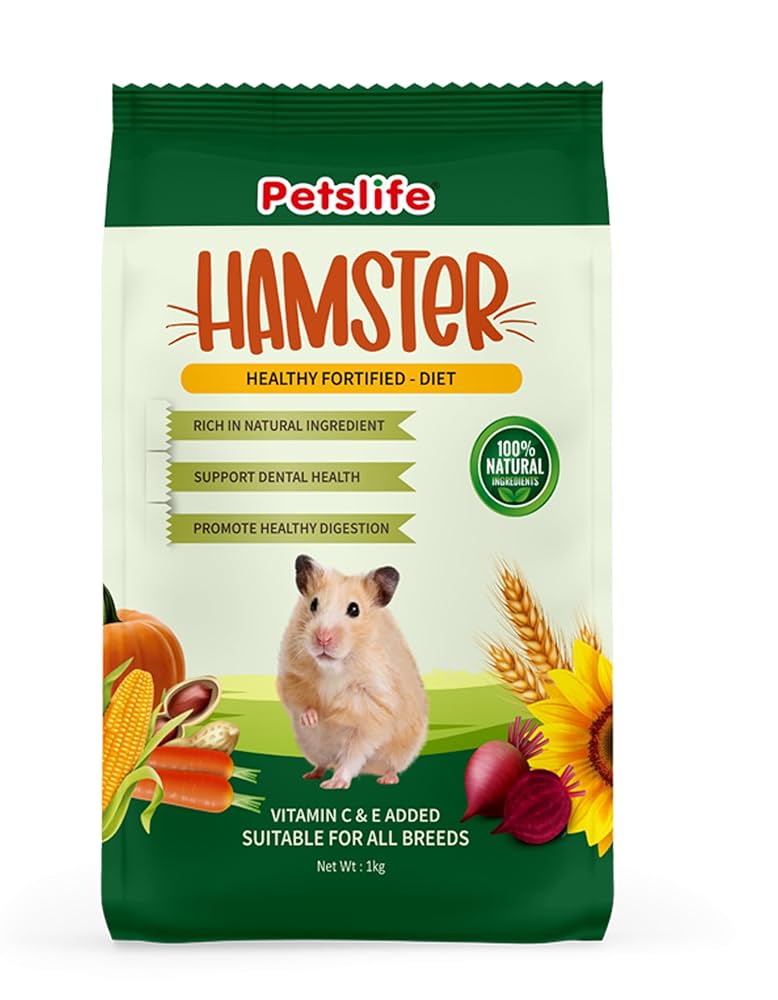 Petslife®
HAMSTER
HEALTHY FORTIFIED - DIET
RICH IN NATURAL INGREDIENT
SUPPORT DENTAL HEALTH
PROMOTE HEALTHY DIGESTION
100%
NATURAL
INGREDIENTS
VITAMIN C & E ADDED
SUITABLE FOR ALL BREEDS
Net Wt : 1kg